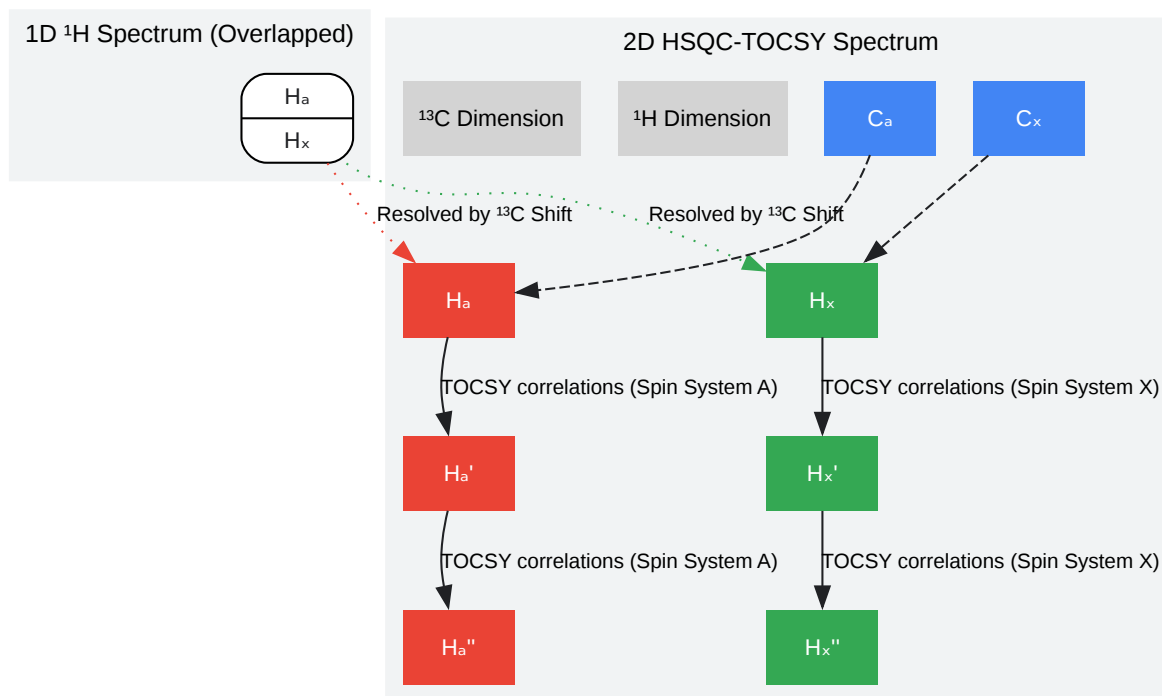 1D ¹H Spectrum (Overlapped)
2D HSQC-TOCSY Spectrum
Hₐ
Hₓ
¹³C Dimension
¹H Dimension
Cₐ
Cₓ
Resolved by ¹³C Shift
Resolved by ¹³C Shift
Hₐ
Hₓ
TOCSY correlations (Spin System A)
TOCSY correlations (Spin System X)
Hₐ'
Hₓ'
TOCSY correlations (Spin System A)
TOCSY correlations (Spin System X)
Hₐ''
Hₓ''